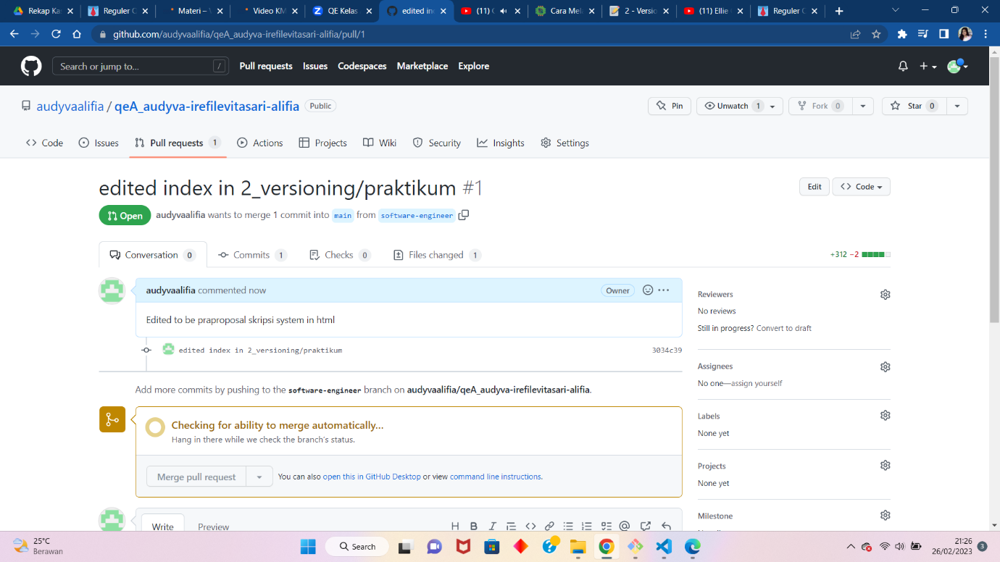 Rekap Ka
Reguler C
Materi –
Video KM
QE Kelas
edited in
(11)
Cara Mel
2 - Versio
(11) Ellie
Reguler C
github.com/audyvaalifia/qeA_audyva-irefilevitasari-alifia/pull/1
Search or jump to... /
Pull requests Issues Codespaces Marketplace Explore
audyvaalifia / qeA_audyva-irefilevitasari-alifia Public
Pin Unwatch 1 Fork 0 Star 0
Code Issues Pull requests 1 Actions Projects Wiki Security Insights Settings
edited index in 2_versioning/praktikum #1
Edit <> Code
Open audyvaalifia wants to merge 1 commit into main from software-engineer
Conversation 0 Commits 1 Checks 0 Files changed 1 +312 −2
audyvaalifia commented now Owner ...
Edited to be praproposal skripsi system in html
edited index in 2_versioning/praktikum 3034c39
Add more commits by pushing to the software-engineer branch on audyvaalifia/qeA_audyva-irefilevitasari-alifia.
Checking for ability to merge automatically...
Hang in there while we check the branch's status.
Merge pull request You can also open this in GitHub Desktop or view command line instructions.
Write Preview H B I
Reviewers
No reviews
Still in progress? Convert to draft
Assignees
No one—assign yourself
Labels
None yet
Projects
None yet
Milestone
25°C
Berawan
Search
21:26
26/02/2023
3